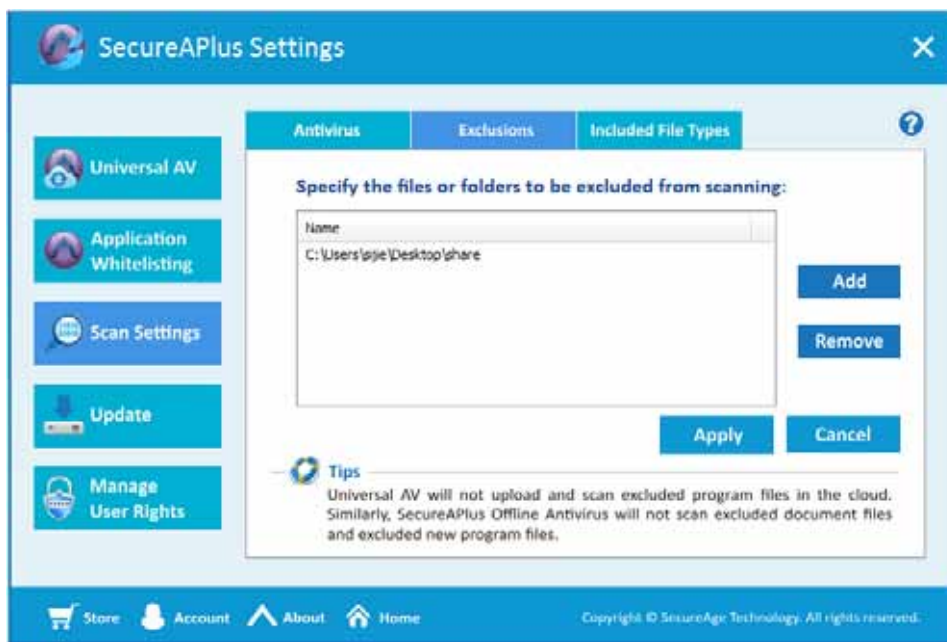 SecureAPlus Settings
Antivirus
Exclusions
Included File Types
Universal AV
Application
Whitelisting
Scan Settings
Update
Manage
User Rights
Specify the files or folders to be excluded from scanning:
Name
C:\Users\sijie\Desktop\share
Add
Remove
Apply
Cancel
Tips
Universal AV will not upload and scan excluded program files in the cloud.
Similarly, SecureAPlus Offline Antivirus will not scan excluded document files
and excluded new program files.
Store
Account
About
Home
Copyright © SecureAge Technology. All rights reserved.